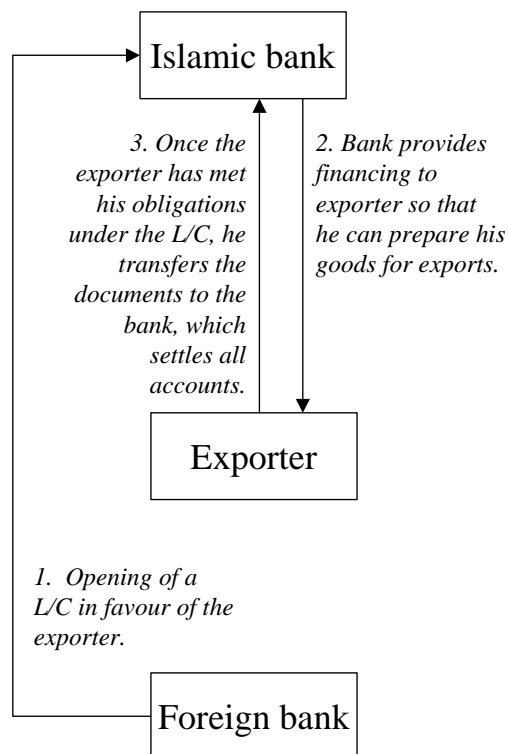 Islamic bank
3. Once the
exporter has met
his obligations
under the L/C, he
transfers the
documents to the
bank, which
settles all
accounts.
2. Bank provides
financing to
exporter so that
he can prepare his
goods for exports.
Exporter
1. Opening of a
L/C in favour of the
exporter.
Foreign bank